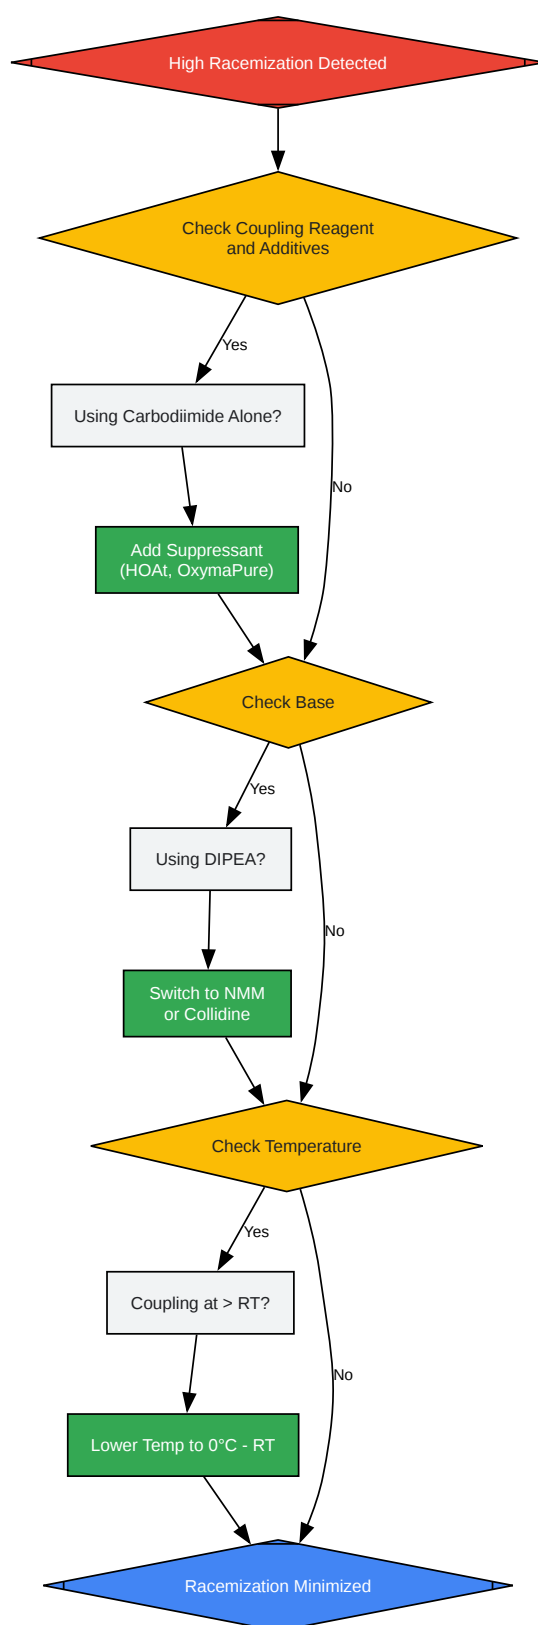 High Racemization Detected
Check Coupling Reagent
and Additives
Yes
Using Carbodiimide Alone?
No
Add Suppressant
(HOAt, OxymaPure)
Check Base
Yes
Using DIPEA?
No
Switch to NMM
or Collidine
Check Temperature
Yes
Coupling at > RT?
No
Lower Temp to 0°C - RT
Racemization Minimized